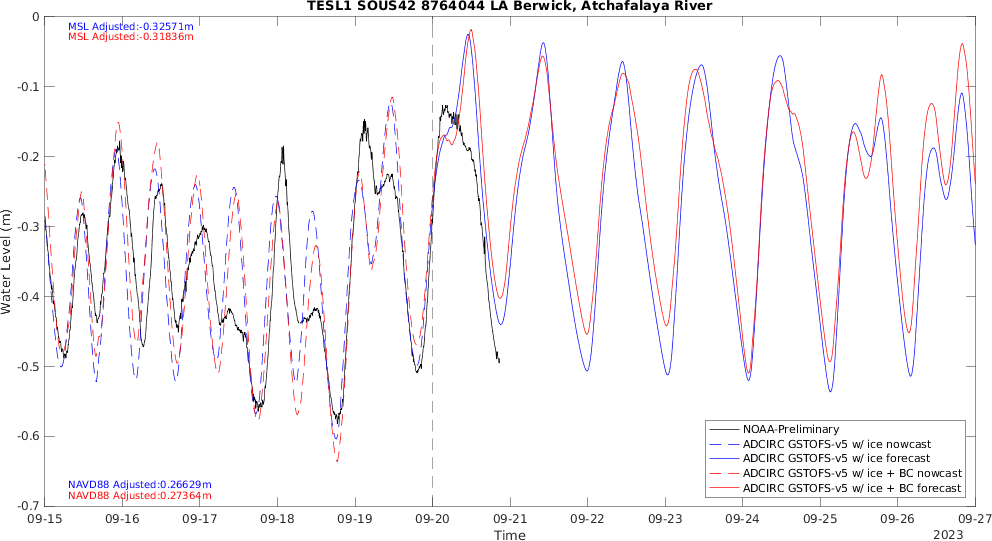 TESL1 SOUS42 8764044 LA Berwick, Atchafalaya River
MSL Adjusted:-0.32571m
MSL Adjusted:-0.31836m
0
-0.1
-0.2
-0.3
-0.4
-0.5
-0.6
-0.7
Water Level (m)
NAVD88 Adjusted:0.26629m
NAVD88 Adjusted:0.27364m
NOAA-Preliminary
ADCIRC GSTOFS-v5 w/ ice nowcast
ADCIRC GSTOFS-v5 w/ ice forecast
ADCIRC GSTOFS-v5 w/ ice + BC nowcast
ADCIRC GSTOFS-v5 w/ ice + BC forecast
09-15 09-16 09-17 09-18 09-19 09-20 09-21 09-22 09-23 09-24 09-25 09-26 09-27
Time
2023